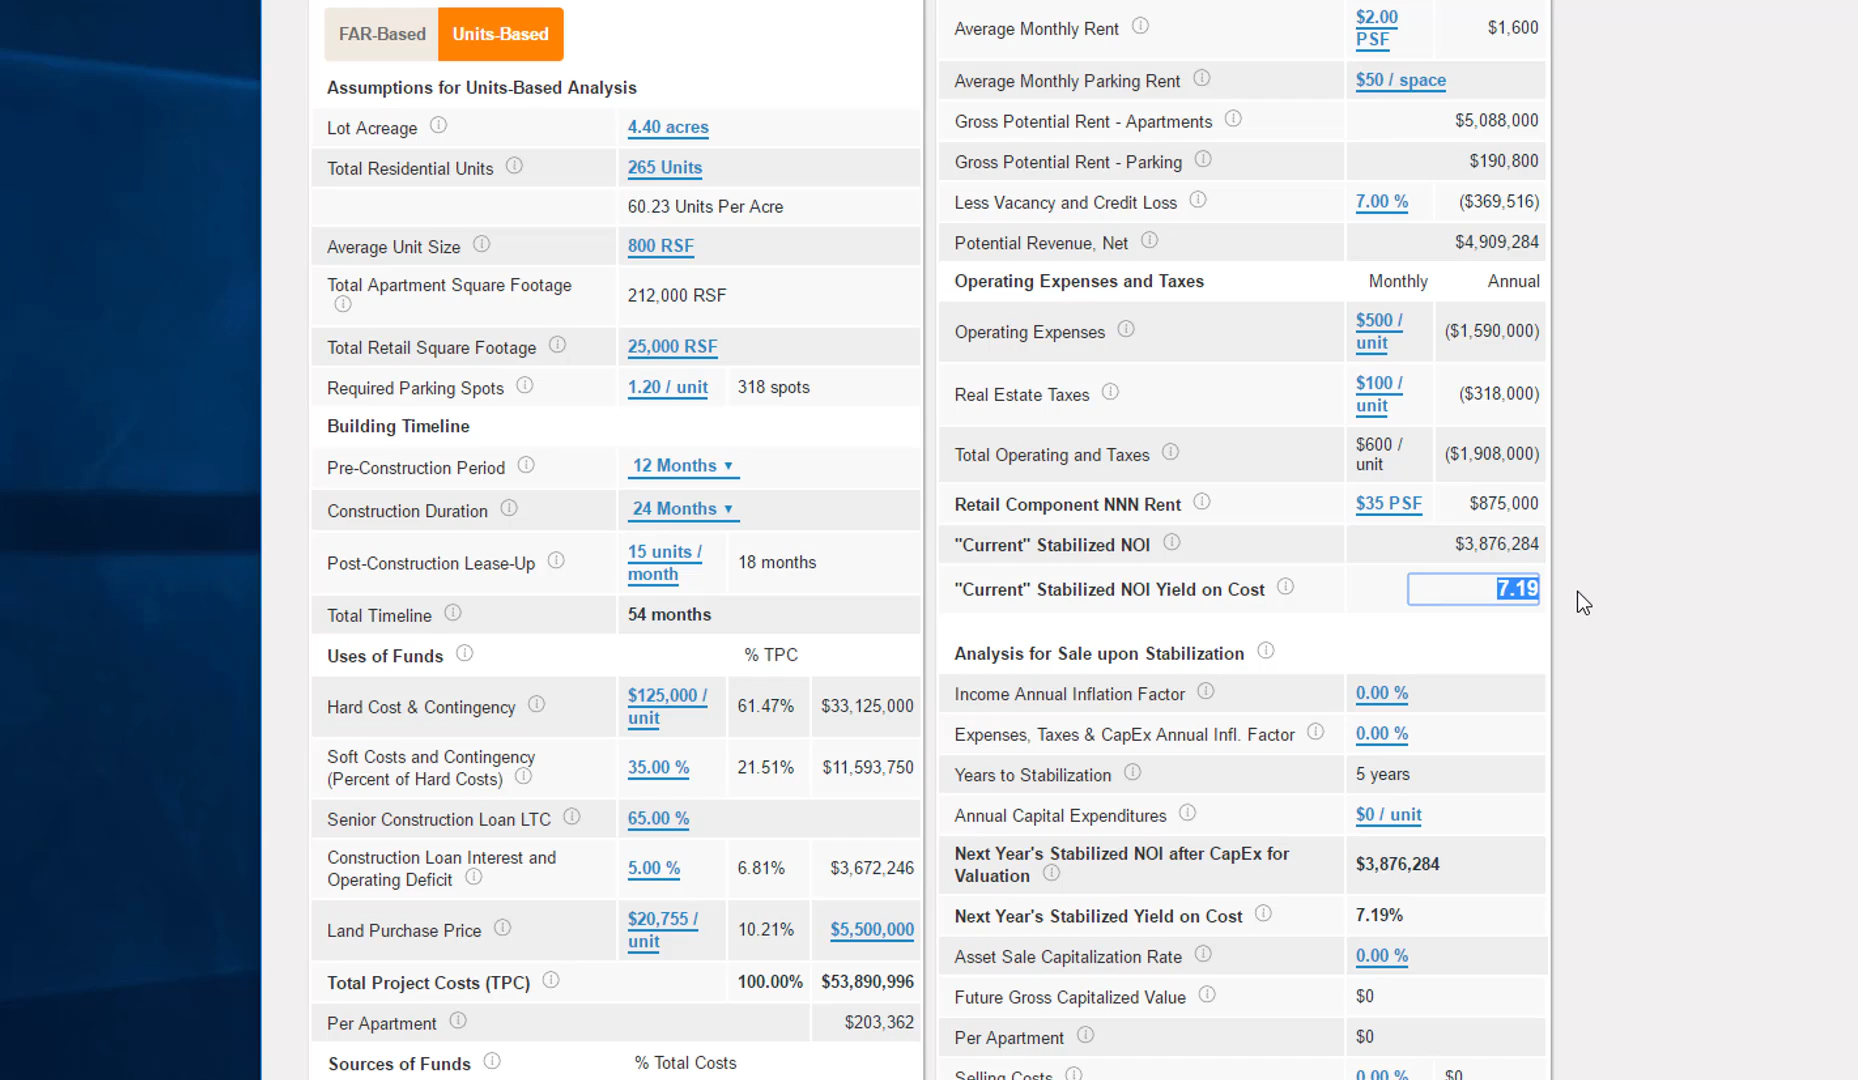 FAR-Based Units-Based
Assumptions for Units-Based Analysis
Lot Acreage 4.40 acres
Total Residential Units 265 Units
60.23 Units Per Acre
Average Unit Size 800 RSF
Total Apartment Square Footage 212,000 RSF
Total Retail Square Footage 25,000 RSF
Required Parking Spots 1.20 / unit 318 spots
Building Timeline
Pre-Construction Period 12 Months ▼
Construction Duration 24 Months ▼
Post-Construction Lease-Up 15 units / month 18 months
Total Timeline 54 months
Uses of Funds % TPC
Hard Cost & Contingency $125,000 / unit 61.47% $33,125,000
Soft Costs and Contingency
(Percent of Hard Costs) 35.00 % 21.51% $11,593,750
Senior Construction Loan LTC 65.00 %
Construction Loan Interest and
Operating Deficit 5.00 % 6.81% $3,672,246
Land Purchase Price $20,755 / unit 10.21% $5,500,000
Total Project Costs (TPC) 100.00% $53,890,996
Per Apartment $203,362
Sources of Funds % Total Costs
Average Monthly Rent $2.00 PSF $1,600
Average Monthly Parking Rent $50 / space
Gross Potential Rent - Apartments $5,088,000
Gross Potential Rent - Parking $190,800
Less Vacancy and Credit Loss 7.00 % ($369,516)
Potential Revenue, Net $4,909,284
Operating Expenses and Taxes Monthly Annual
Operating Expenses $500 / unit ($1,590,000)
Real Estate Taxes $100 / unit ($318,000)
Total Operating and Taxes $600 / unit ($1,908,000)
Retail Component NNN Rent $35 PSF $875,000
"Current" Stabilized NOI $3,876,284
"Current" Stabilized NOI Yield on Cost 7.19
Analysis for Sale upon Stabilization
Income Annual Inflation Factor 0.00 %
Expenses, Taxes & CapEx Annual Infl. Factor 0.00 %
Years to Stabilization 5 years
Annual Capital Expenditures $0 / unit
Next Year's Stabilized NOI after CapEx for
Valuation $3,876,284
Next Year's Stabilized Yield on Cost 7.19%
Asset Sale Capitalization Rate 0.00 %
Future Gross Capitalized Value $0
Per Apartment $0
Selling Costs 0.00 % $0